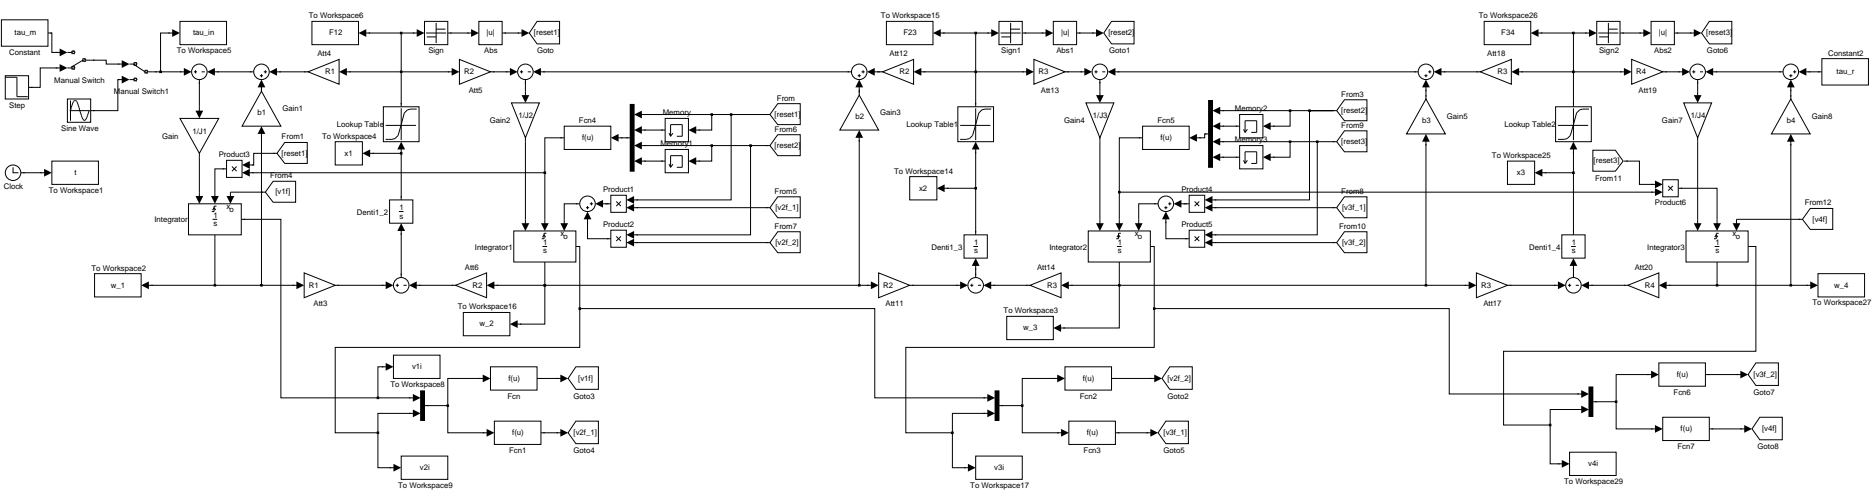 To Workspace6
To Workspace15
To Workspace26
tau_m
tau_in
F12
|u|
[reset1]
F23
|u|
[reset2]
F34
|u|
[reset3]
Constant
To Workspace5
Sign
Abs
Goto
Sign1
Abs1
Goto1
Sign2
Abs2
Goto6
Att4
Att12
Att18
Constant2
R1
R2
R2
R3
R3
R4
tau_r
Manual Switch
Manual Switch1
Att5
Att13
Att19
Step
Sine Wave
Gain
1/J1
b1
Gain1
Lookup Table
Gain2
1/J2
Fcn4
f(u)
Memory
Memory1
From
[reset1]
From6
[reset2]
b2
Gain3
Lookup Table1
Gain4
1/J3
Fcn5
f(u)
Memory2
Memory3
From3
[reset2]
From9
[reset3]
b3
Gain5
Lookup Table2
Gain7
1/J4
b4
Gain8
To Workspace4
x1
From1
[reset1]
Product3
From4
[v1f]
Clock
t
To Workspace1
To Workspace14
x2
To Workspace25
x3
[reset3]
From11
Product6
Product1
From5
[v2f_1]
Product2
From7
[v2f_2]
Product4
From8
[v3f_1]
Product5
From10
[v3f_2]
From12
[v4f]
Integrator
1
s
x₀
Denti1_2
1
s
Integrator1
1
s
x₀
Denti1_3
1
s
Integrator2
1
s
x₀
Denti1_4
1
s
Integrator3
1
s
x₀
To Workspace2
w_1
R1
Att3
Att6
R2
R2
Att11
Att14
R3
R3
Att17
Att20
R4
w_4
To Workspace27
To Workspace16
w_2
To Workspace3
w_3
v1i
To Workspace8
f(u)
Fcn
[v1f]
Goto3
f(u)
Fcn1
[v2f_1]
Goto4
v2i
To Workspace9
f(u)
Fcn2
[v2f_2]
Goto2
f(u)
Fcn3
[v3f_1]
Goto5
v3i
To Workspace17
f(u)
Fcn6
[v3f_2]
Goto7
f(u)
Fcn7
[v4f]
Goto8
v4i
To Workspace29